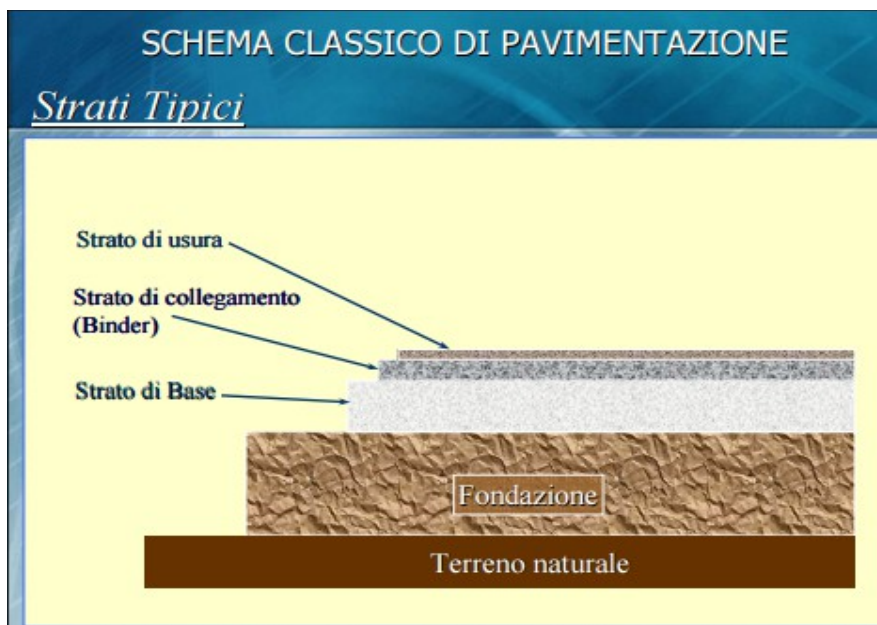 SCHEMA CLASSICO DI PAVIMENTAZIONE
Strati Tipici
Strato di usura
Strato di collegamento
(Binder)
Strato di Base
Fondazione
Terreno naturale